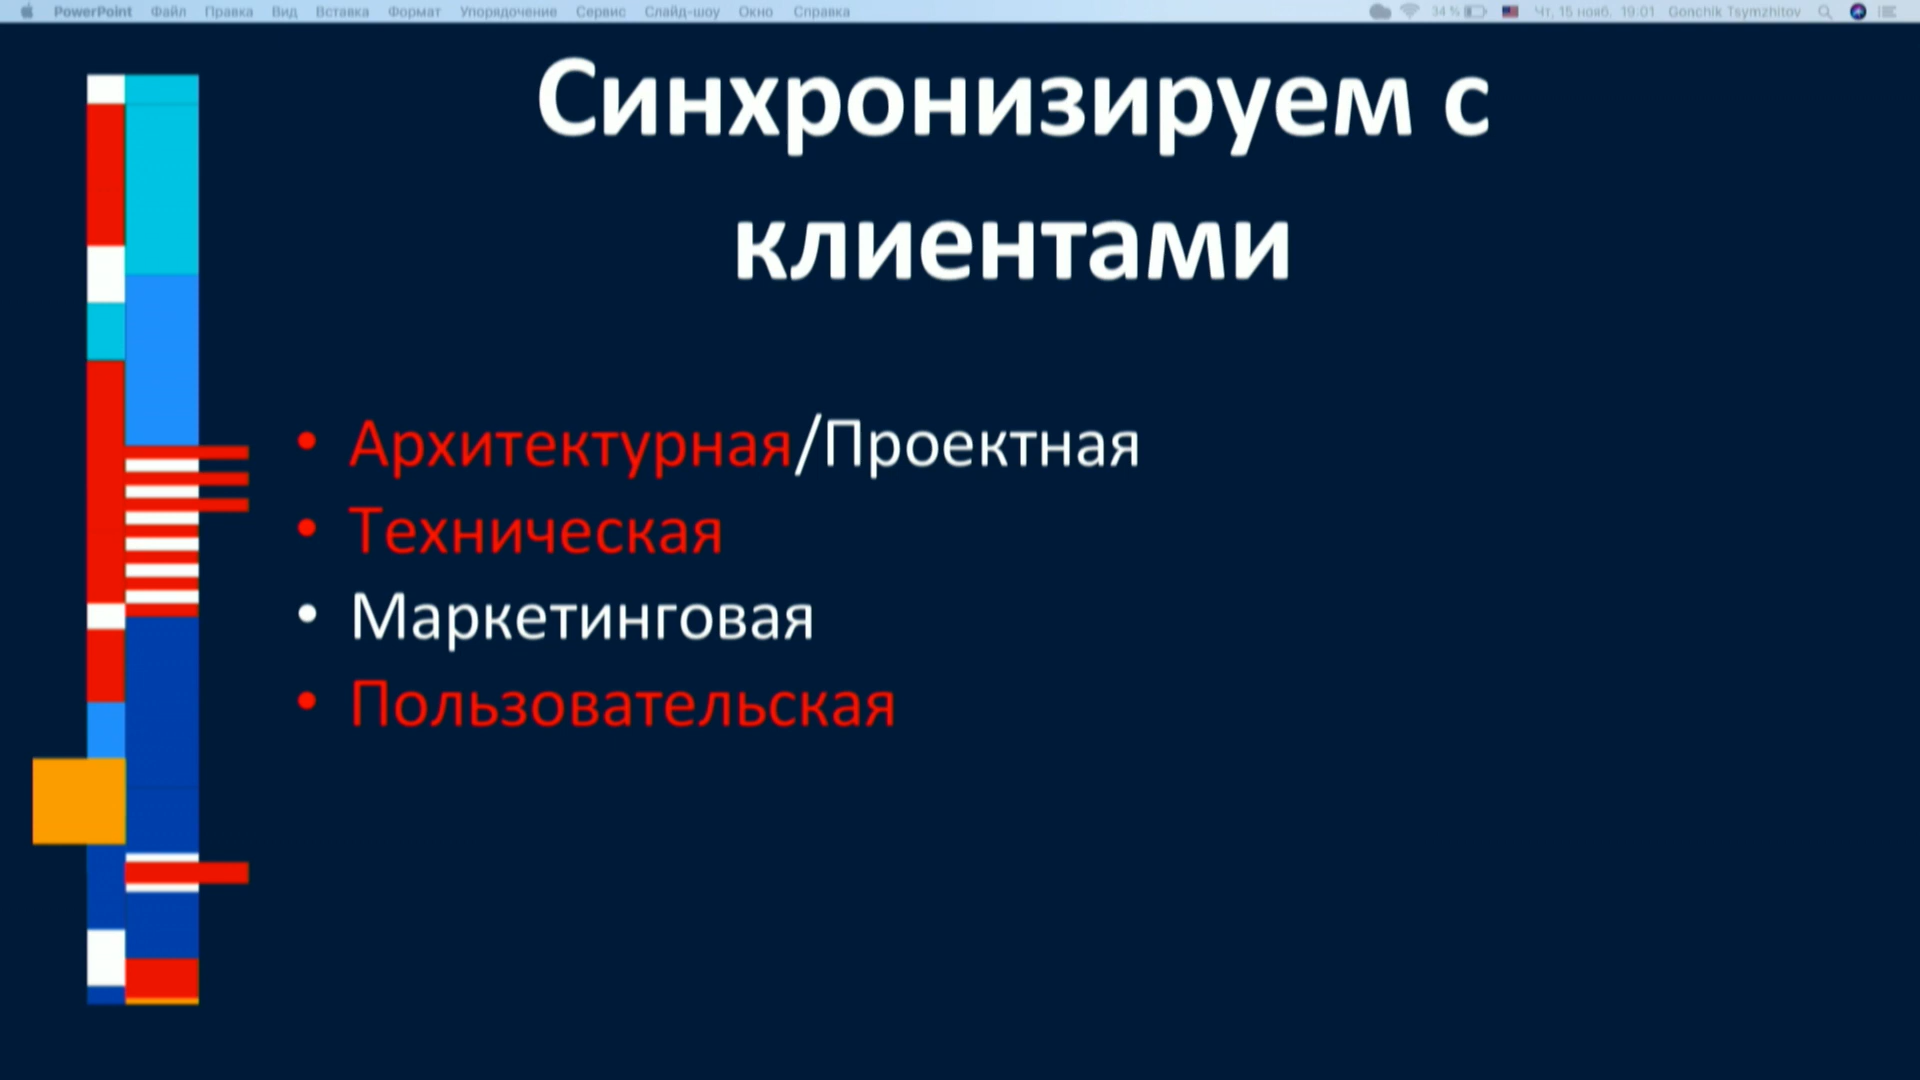 PowerPoint Файл Правка Вид Вставка Формат Упорядочение Сервис Слайд-шоу Окно Справка 34 % Чт, 15 нояб. 19:01 Gonchik Tsymzhitov
Синхронизируем с
клиентами
• Архитектурная/Проектная
• Техническая
• Маркетинговая
• Пользовательская